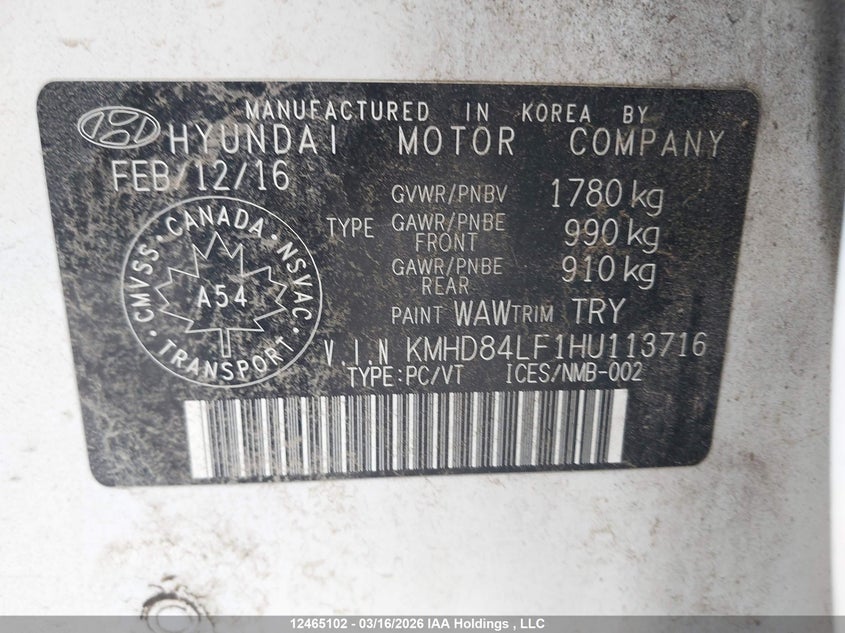 MANUFACTURED IN KOREA BY
HYUNDAI MOTOR COMPANY
FEB/12/16
GVWR/PNBV 1780 kg
TYPE GAWR/PNBE FRONT 990 kg
GAWR/PNBE REAR 910 kg
CMVSS · CANADA · NSVAC · TRANSPORT ·
A54
PAINT WAW TRIM TRY
V.I.N KMHD84LF1HU113716
TYPE:PC/VT ICES/NMB-002
12465102 - 03/16/2026 IAA Holdings , LLC